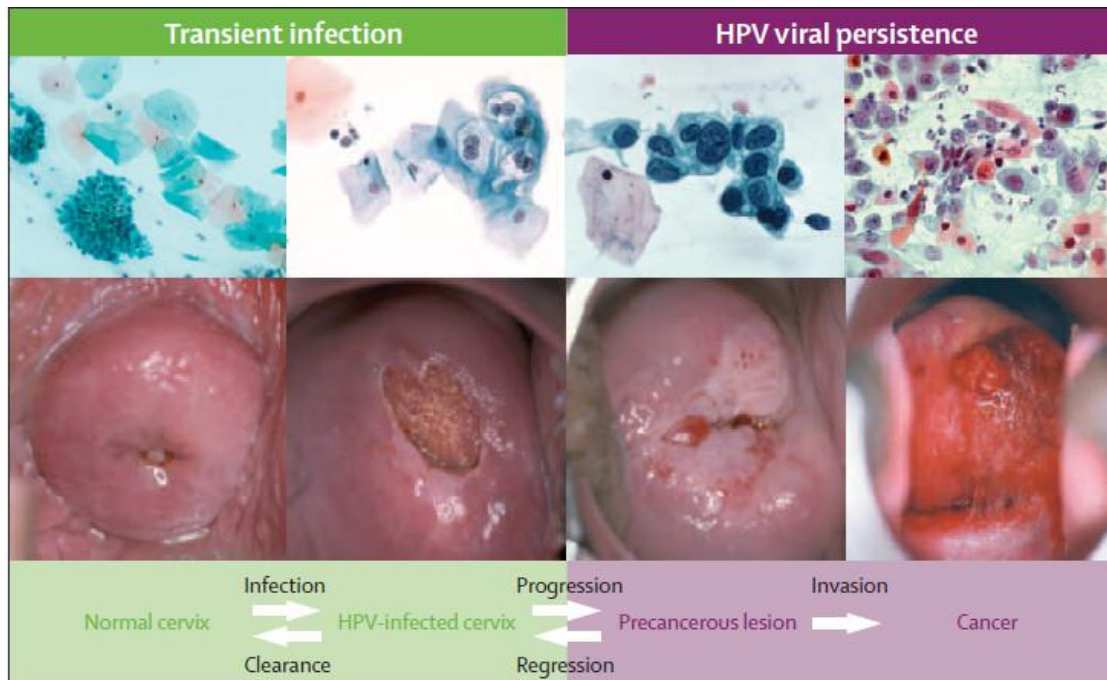 Transient infection
HPV viral persistence
Infection
Progression
Invasion
Normal cervix
HPV-infected cervix
Precancerous lesion
Cancer
Clearance
Regression